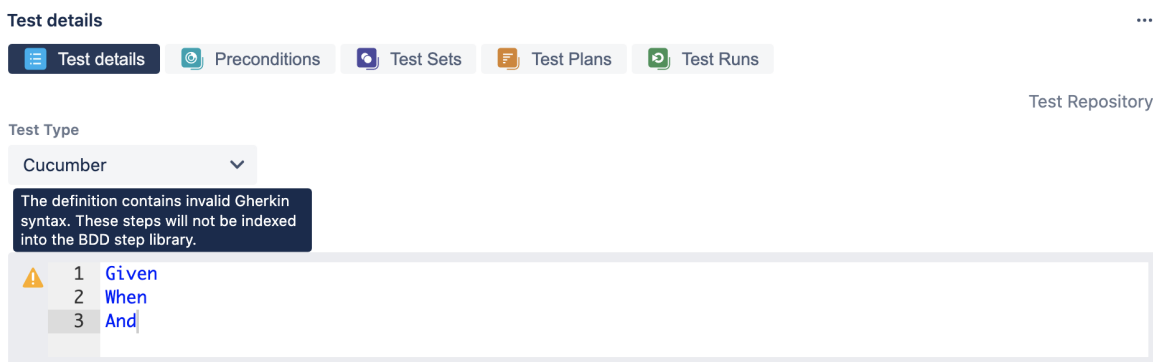 Test details
Test details Preconditions Test Sets Test Plans Test Runs
Test Repository
Test Type
Cucumber
The definition contains invalid Gherkin
syntax. These steps will not be indexed
into the BDD step library.
1 Given
2 When
3 And